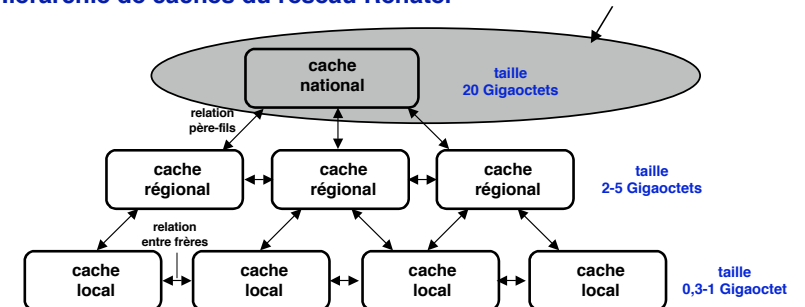 hiérarchie de caches du réseau Renater
cache
national
taille
20 Gigaoctets
relation
père-fils
cache
régional
cache
régional
cache
régional
taille
2-5 Gigaoctets
relation
entre frères
cache
local
cache
local
cache
local
cache
local
taille
0,3-1 Gigaoctet